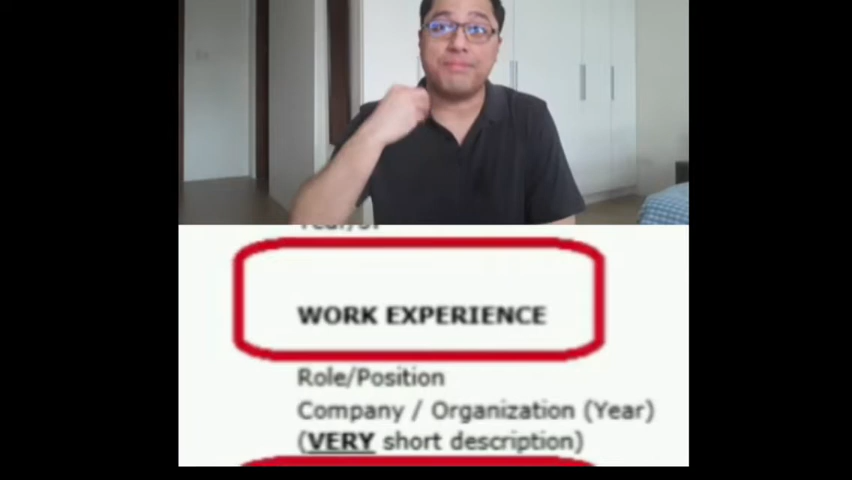 WORK EXPERIENCE
Role/Position
Company / Organization (Year)
(VERY short description)